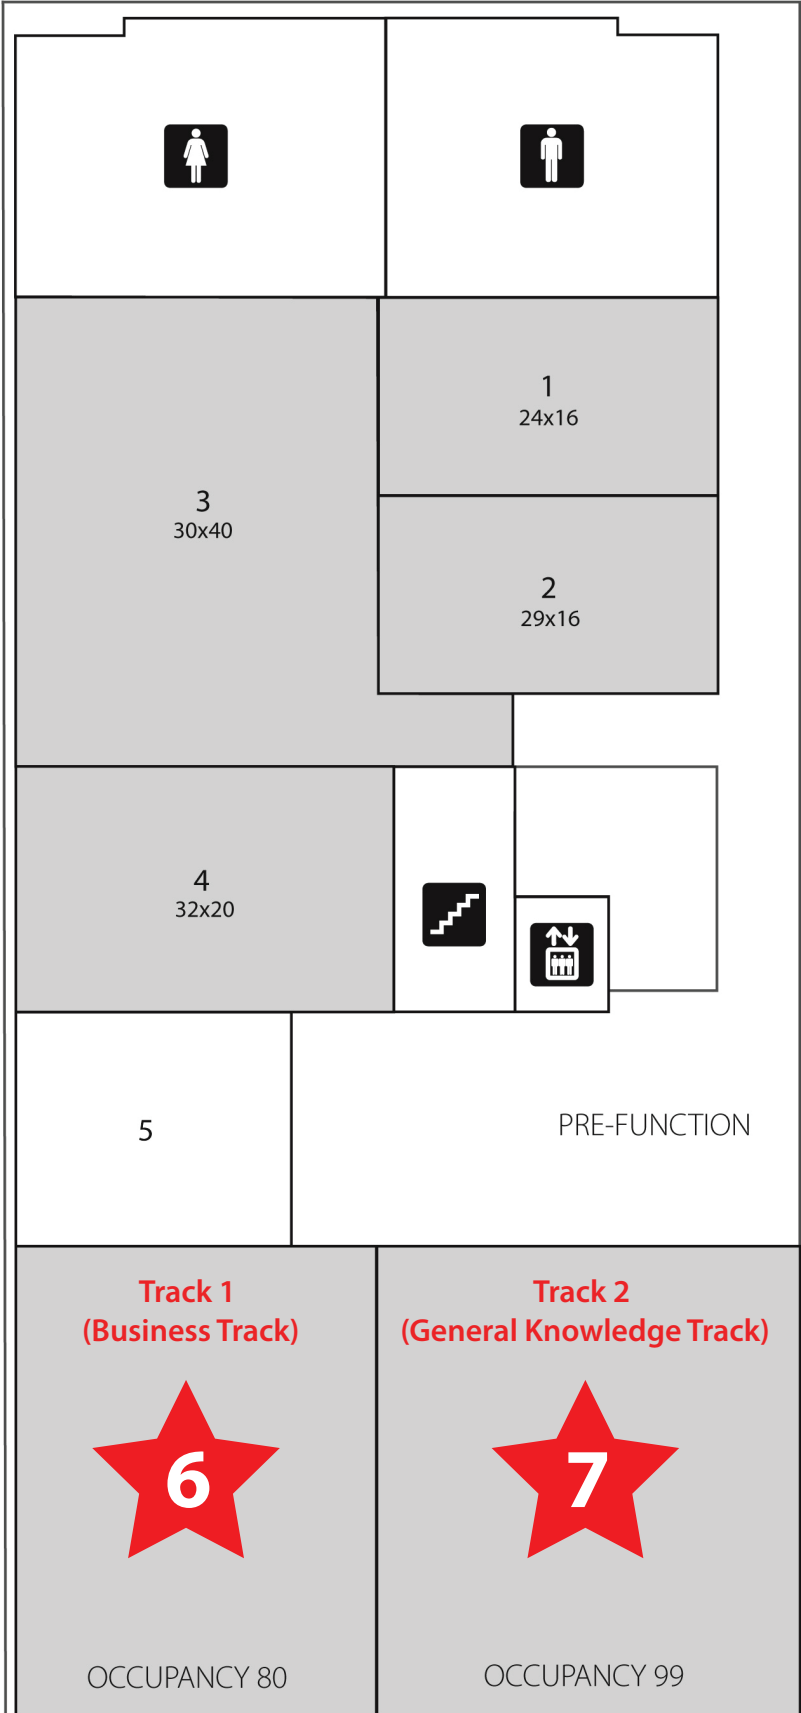 1
24x16
3
30x40
2
29x16
4
32x20
5
PRE-FUNCTION
Track 1
(Business Track)
6
OCCUPANCY 80
Track 2
(General Knowledge Track)
7
OCCUPANCY 99